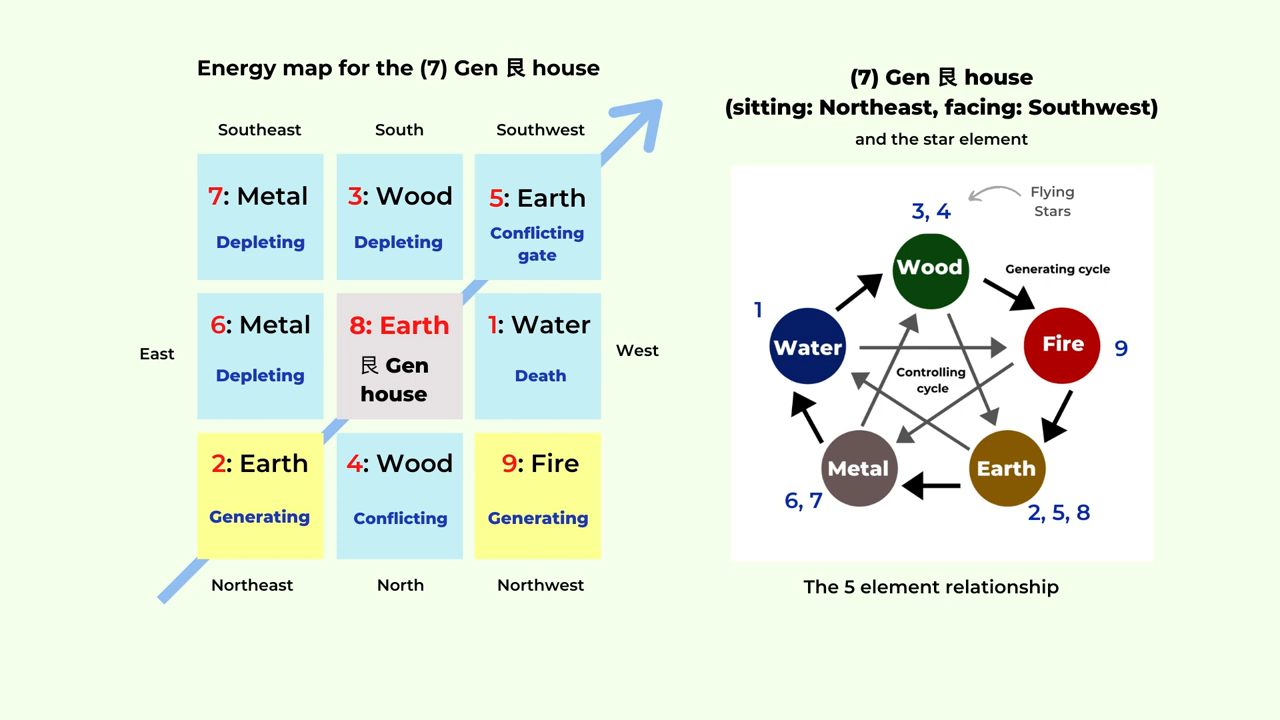 Energy map for the (7) Gen 艮 house
Southeast
South
Southwest
7: Metal
Depleting
3: Wood
Depleting
5: Earth
Conflicting
gate
East
6: Metal
Depleting
8: Earth
艮 Gen
house
1: Water
Death
West
2: Earth
Generating
4: Wood
Conflicting
9: Fire
Generating
Northeast
North
Northwest
(7) Gen 艮 house
(sitting: Northeast, facing: Southwest)
and the star element
Flying
Stars
3, 4
Wood
Generating cycle
1
Water
Fire
9
Controlling
cycle
Metal
Earth
6, 7
2, 5, 8
The 5 element relationship